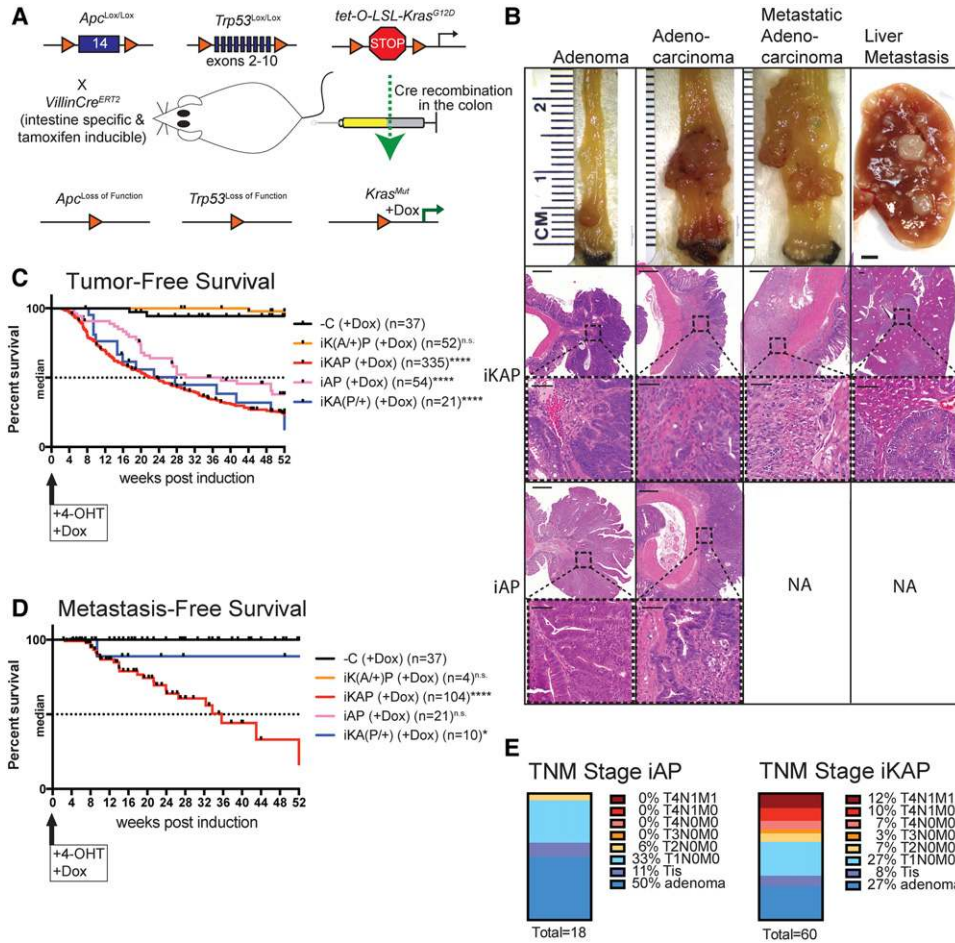 A
Apc^Lox/Lox
Trp53^Lox/Lox
tet-O-LSL-Kras^G12D
14
STOP
exons 2-10
X
VillinCre^ERT2
(intestine specific &
tamoxifen inducible)
Cre recombination
in the colon
Apc^Loss of Function
Trp53^Loss of Function
Kras^Mut
+Dox
B
Adenoma
Adeno-
carcinoma
Metastatic
Adeno-
carcinoma
Liver
Metastasis
2
1
CM
iKAP
iAP
NA
NA
C
Tumor-Free Survival
Percent survival
100
median
0
0 4 8 12 16 20 24 28 32 36 40 44 48 52
weeks post induction
+4-OHT
+Dox
-C (+Dox) (n=37)
iK(A/+)P (+Dox) (n=52)^n.s.
iKAP (+Dox) (n=335)****
iAP (+Dox) (n=54)****
iKA(P/+) (+Dox) (n=21)****
D
Metastasis-Free Survival
Percent survival
100
median
0
0 4 8 12 16 20 24 28 32 36 40 44 48 52
weeks post induction
+4-OHT
+Dox
-C (+Dox) (n=37)
iK(A/+)P (+Dox) (n=4)^n.s.
iKAP (+Dox) (n=104)****
iAP (+Dox) (n=21)^n.s.
iKA(P/+) (+Dox) (n=10)*
E
TNM Stage iAP
0% T4N1M1
0% T4N1M0
0% T4N0M0
0% T3N0M0
6% T2N0M0
33% T1N0M0
11% Tis
50% adenoma
Total=18
TNM Stage iKAP
12% T4N1M1
10% T4N1M0
7% T4N0M0
3% T3N0M0
7% T2N0M0
27% T1N0M0
8% Tis
27% adenoma
Total=60